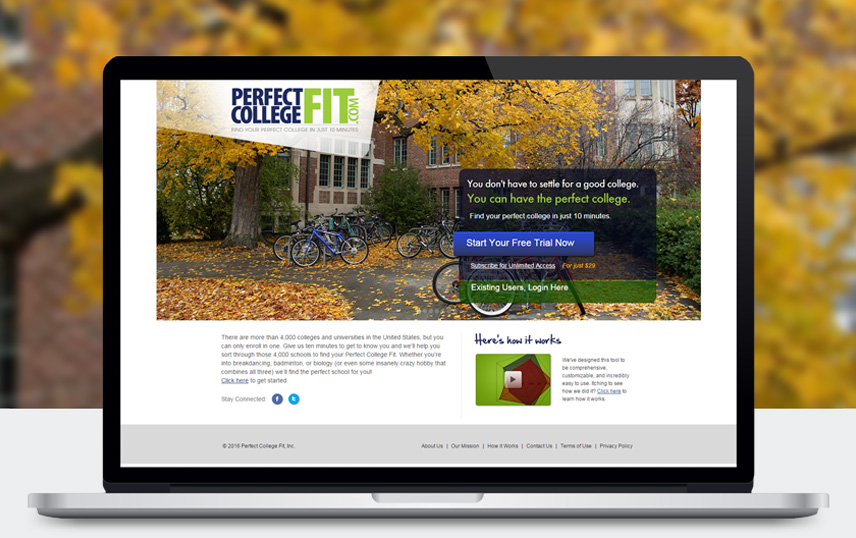 PERFECT
COLLEGE FIT.COM
FIND YOUR PERFECT COLLEGE IN JUST 10 MINUTES
You don't have to settle for a good college.
You can have the perfect college.
Find your perfect college in just 10 minutes.
Start Your Free Trial Now
Subscribe for Unlimited Access For just $29
Existing Users, Login Here
There are more than 4,000 colleges and universities in the United States, but you
can only enroll in one. Give us ten minutes to get to know you and we'll help you
sort through those 4,000 schools to find your Perfect College Fit. Whether you're
into breakdancing, badminton, or biology (or even some insanely crazy hobby that
combines all three) we'll find the perfect school for you!
Click here to get started.
Stay Connected.
Here's how it works
We've designed this tool to
be comprehensive,
customizable, and incredibly
easy to use. Itching to see
how we did it? Click here to
learn how it works.
© 2016 Perfect College Fit, Inc.
About Us | Our Mission | How It Works | Contact Us | Terms of Use | Privacy Policy